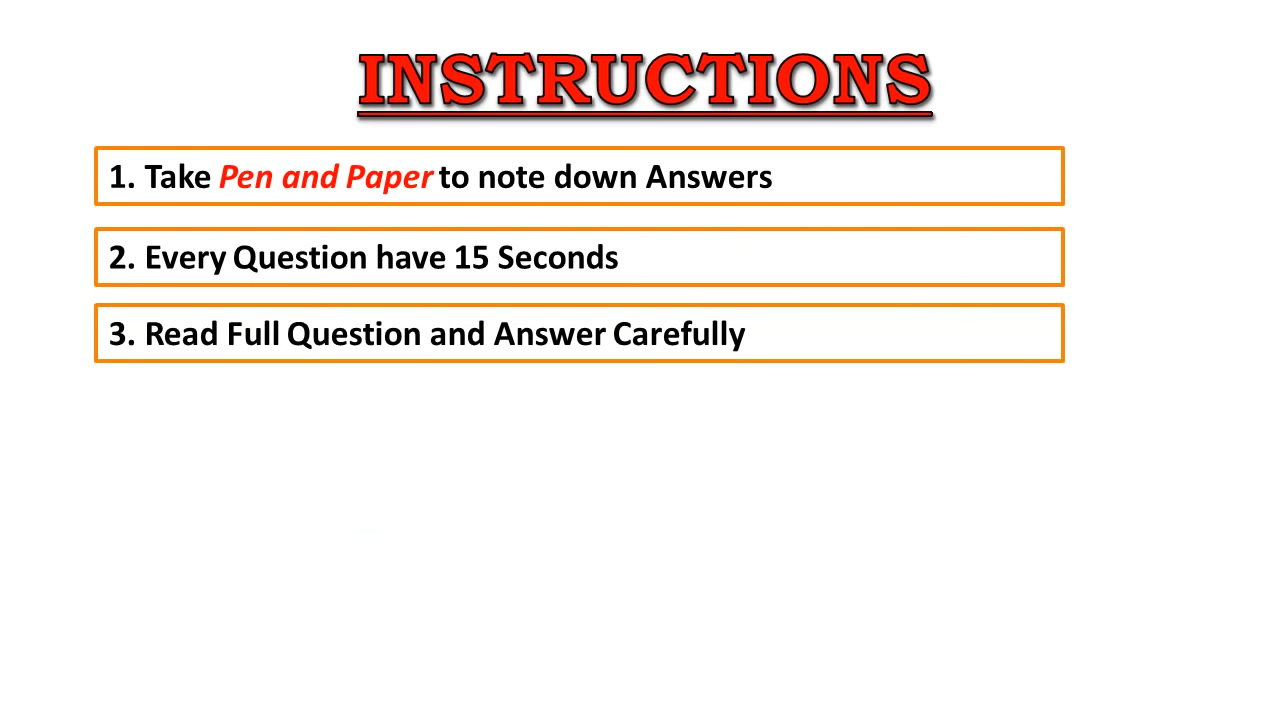 INSTRUCTIONS
1. Take Pen and Paper to note down Answers
2. Every Question have 15 Seconds
3. Read Full Question and Answer Carefully